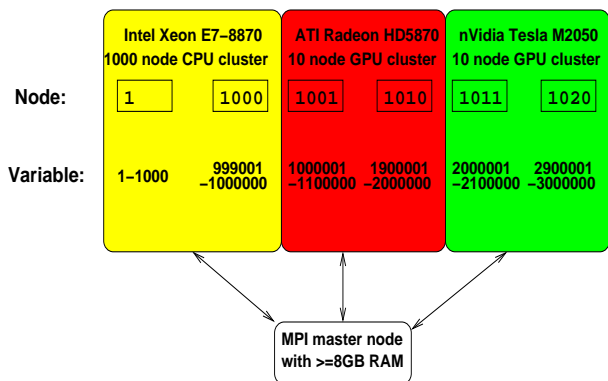 Intel Xeon E7-8870 ATI Radeon HD5870 nVidia Tesla M2050
1000 node CPU cluster 10 node GPU cluster 10 node GPU cluster
Node: 1 1000 1001 1010 1011 1020
Variable: 1-1000 999001 1000001 1900001 2000001 2900001
-1000000 -1100000 -2000000 -2100000 -3000000
MPI master node
with >=8GB RAM